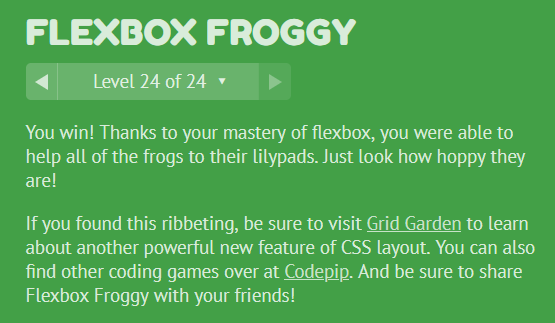 FLEXBOX FROGGY
Level 24 of 24
You win! Thanks to your mastery of flexbox, you were able to
help all of the frogs to their lilypads. Just look how hoppy they
are!
If you found this ribbeting, be sure to visit Grid Garden to learn
about another powerful new feature of CSS layout. You can also
find other coding games over at Codepip. And be sure to share
Flexbox Froggy with your friends!